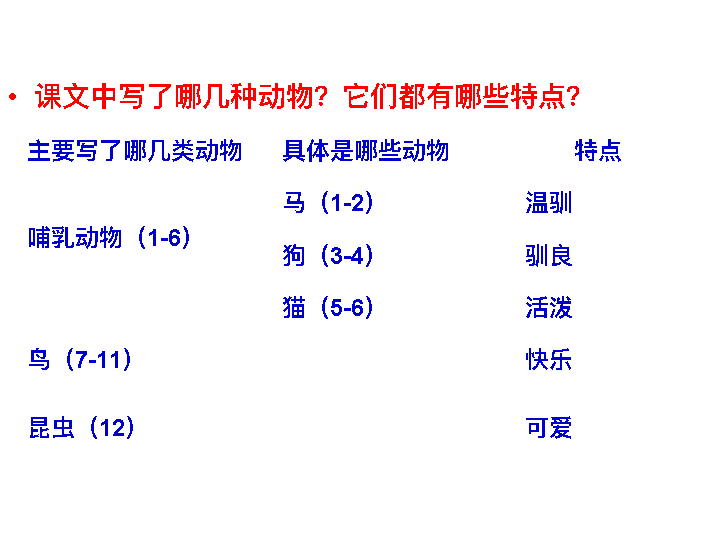 • 课文中写了哪几种动物？它们都有哪些特点？
主要写了哪几类动物 具体是哪些动物 特点
马（1-2） 温驯
哺乳动物（1-6）
狗（3-4） 驯良
猫（5-6） 活泼
鸟（7-11） 快乐
昆虫（12） 可爱